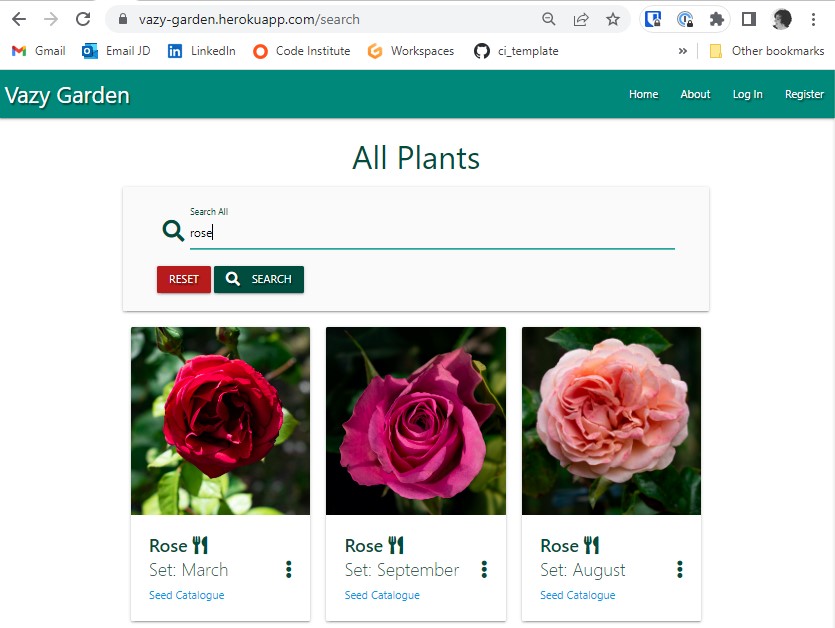 vazy-garden.herokuapp.com/search
Gmail Email JD LinkedIn Code Institute Workspaces ci_template » Other bookmarks
Vazy Garden Home About Log In Register
All Plants
Search All
rose
RESET SEARCH
Rose Rose Rose
Set: March Set: September Set: August
Seed Catalogue Seed Catalogue Seed Catalogue